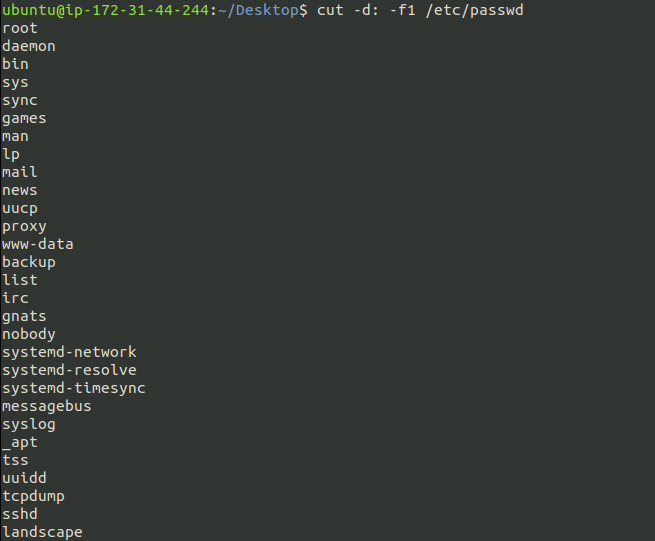 ubuntu@ip-172-31-44-244:~/Desktop$ cut -d: -f1 /etc/passwd
root
daemon
bin
sys
sync
games
man
lp
mail
news
uucp
proxy
www-data
backup
list
irc
gnats
nobody
systemd-network
systemd-resolve
systemd-timesync
messagebus
syslog
_apt
tss
uuidd
tcpdump
sshd
landscape